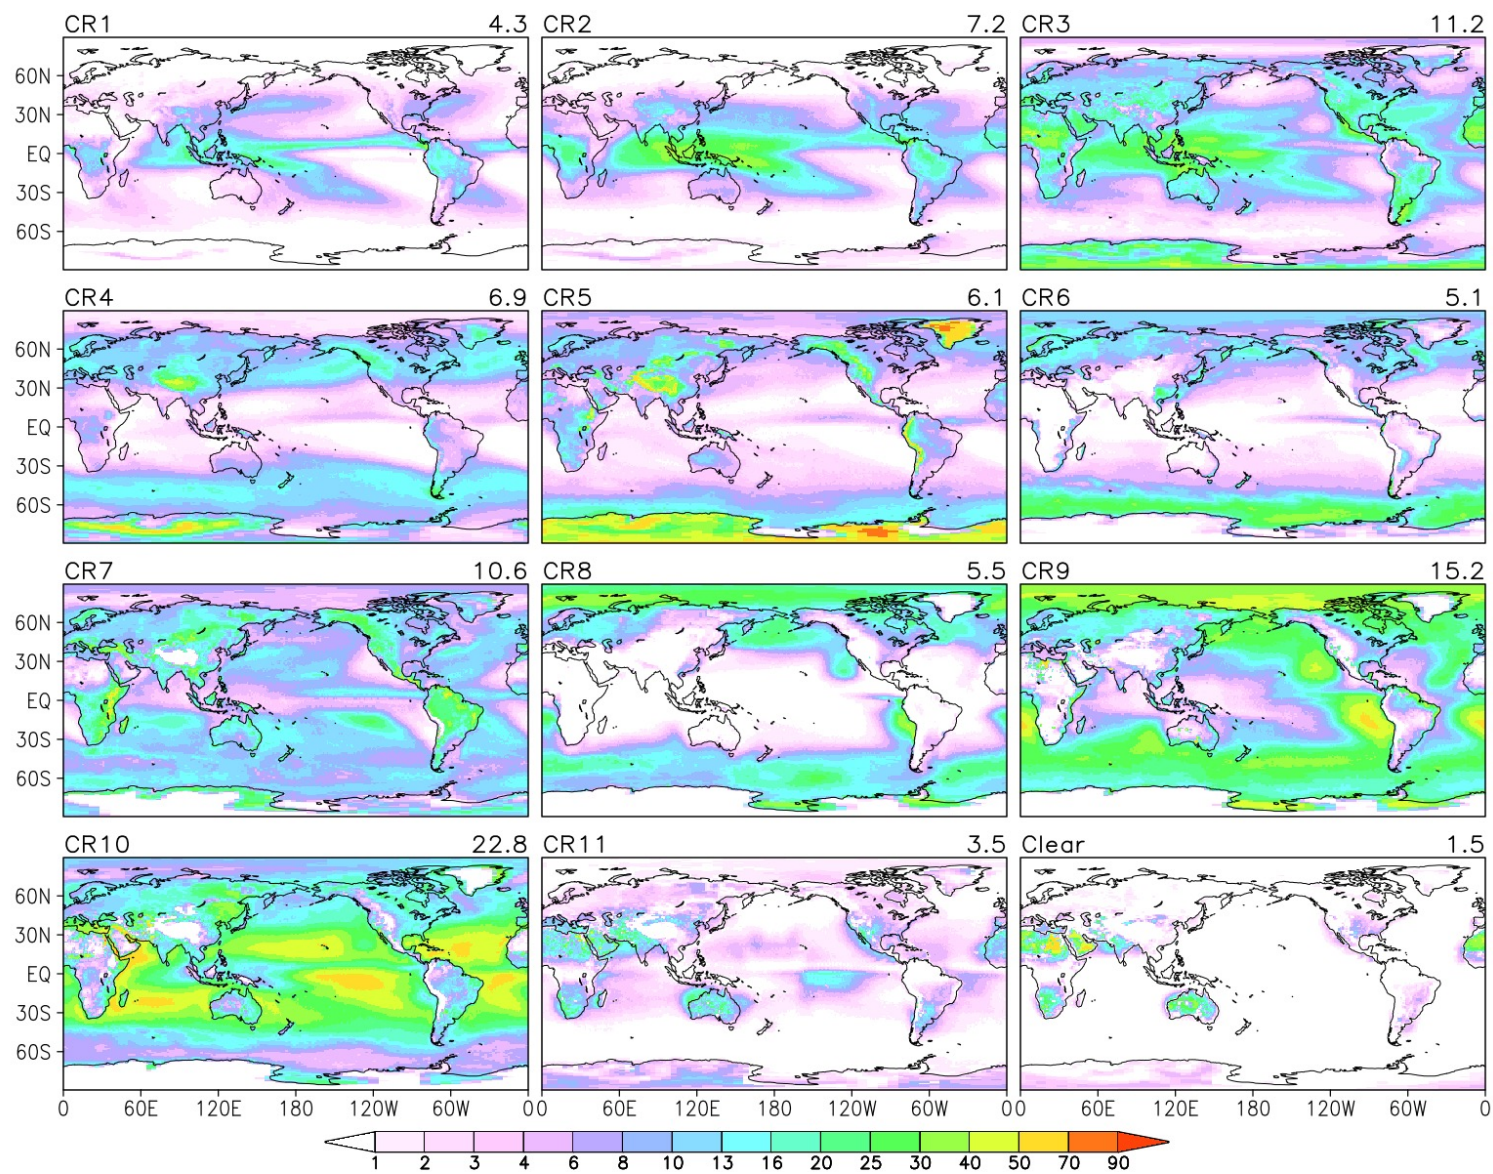 CR1 4.3 CR2 7.2 CR3 11.2
60N
30N
EQ
30S
60S
CR4 6.9 CR5 6.1 CR6 5.1
60N
30N
EQ
30S
60S
CR7 10.6 CR8 5.5 CR9 15.2
60N
30N
EQ
30S
60S
CR10 22.8 CR11 3.5 Clear 1.5
60N
30N
EQ
30S
60S
0 60E 120E 180 120W 60W 0 0 60E 120E 180 120W 60W 0 0 60E 120E 180 120W 60W 0
1 2 3 4 6 8 10 13 16 20 25 30 40 50 70 90